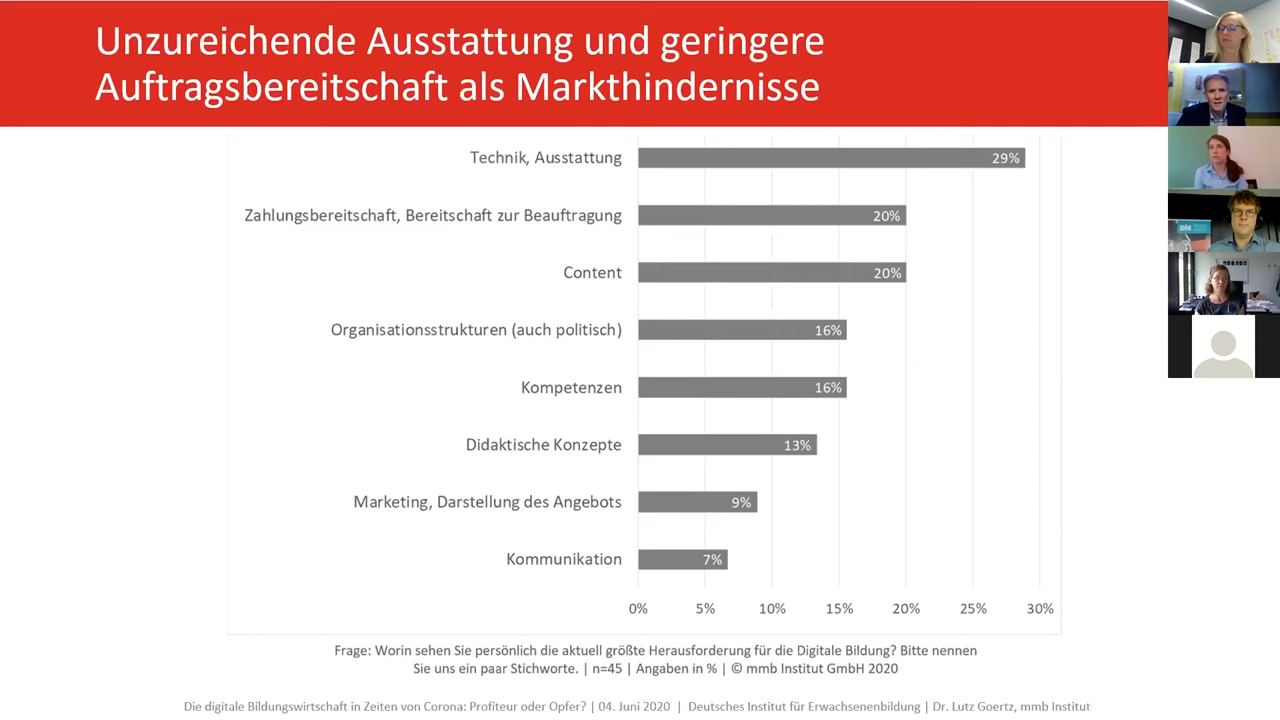 Unzureichende Ausstattung und geringere
Auftragsbereitschaft als Markthindernisse
Technik, Ausstattung
29%
Zahlungsbereitschaft, Bereitschaft zur Beauftragung
20%
Content
20%
Organisationsstrukturen (auch politisch)
16%
Kompetenzen
16%
Didaktische Konzepte
13%
Marketing, Darstellung des Angebots
9%
Kommunikation
7%
0% 5% 10% 15% 20% 25% 30%
Frage: Worin sehen Sie persönlich die aktuell größte Herausforderung für die Digitale Bildung? Bitte nennen
Sie uns ein paar Stichworte. | n=45 | Angaben in % | © mmb Institut GmbH 2020
Die digitale Bildungswirtschaft in Zeiten von Corona: Profiteur oder Opfer? | 04. Juni 2020 | Deutsches Institut für Erwachsenenbildung | Dr. Lutz Goertz, mmb Institut
die